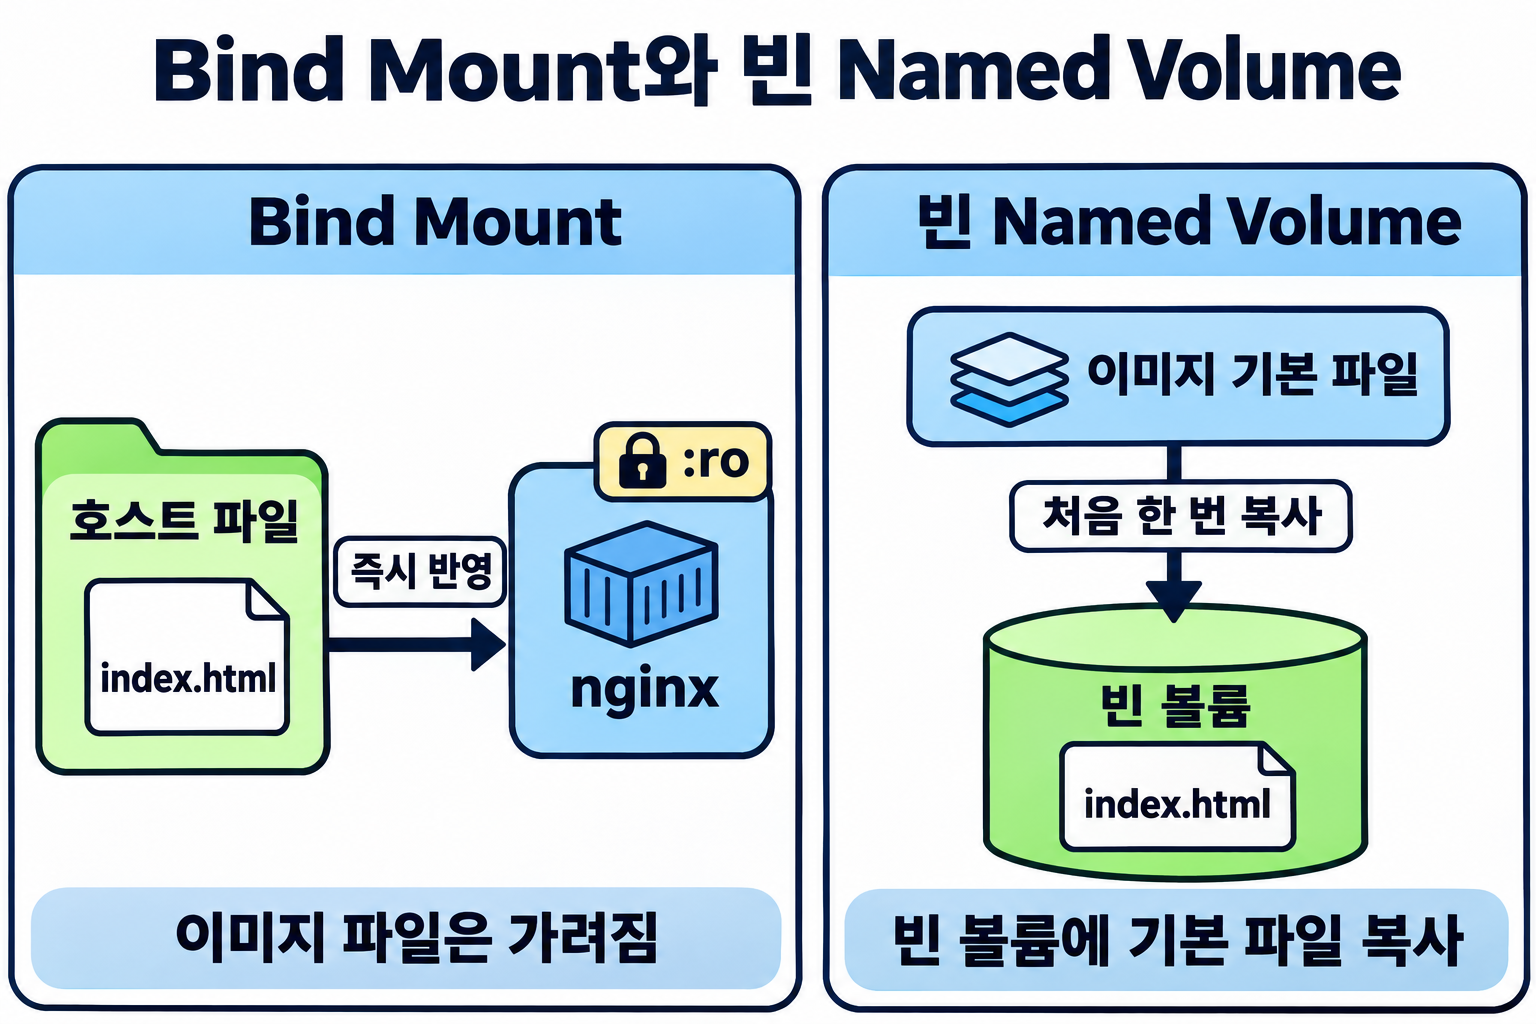 Bind Mount와 빈 Named Volume
Bind Mount
호스트 파일
index.html
즉시 반영
:ro
nginx
이미지 파일은 가려짐
빈 Named Volume
이미지 기본 파일
처음 한 번 복사
빈 볼륨
index.html
빈 볼륨에 기본 파일 복사